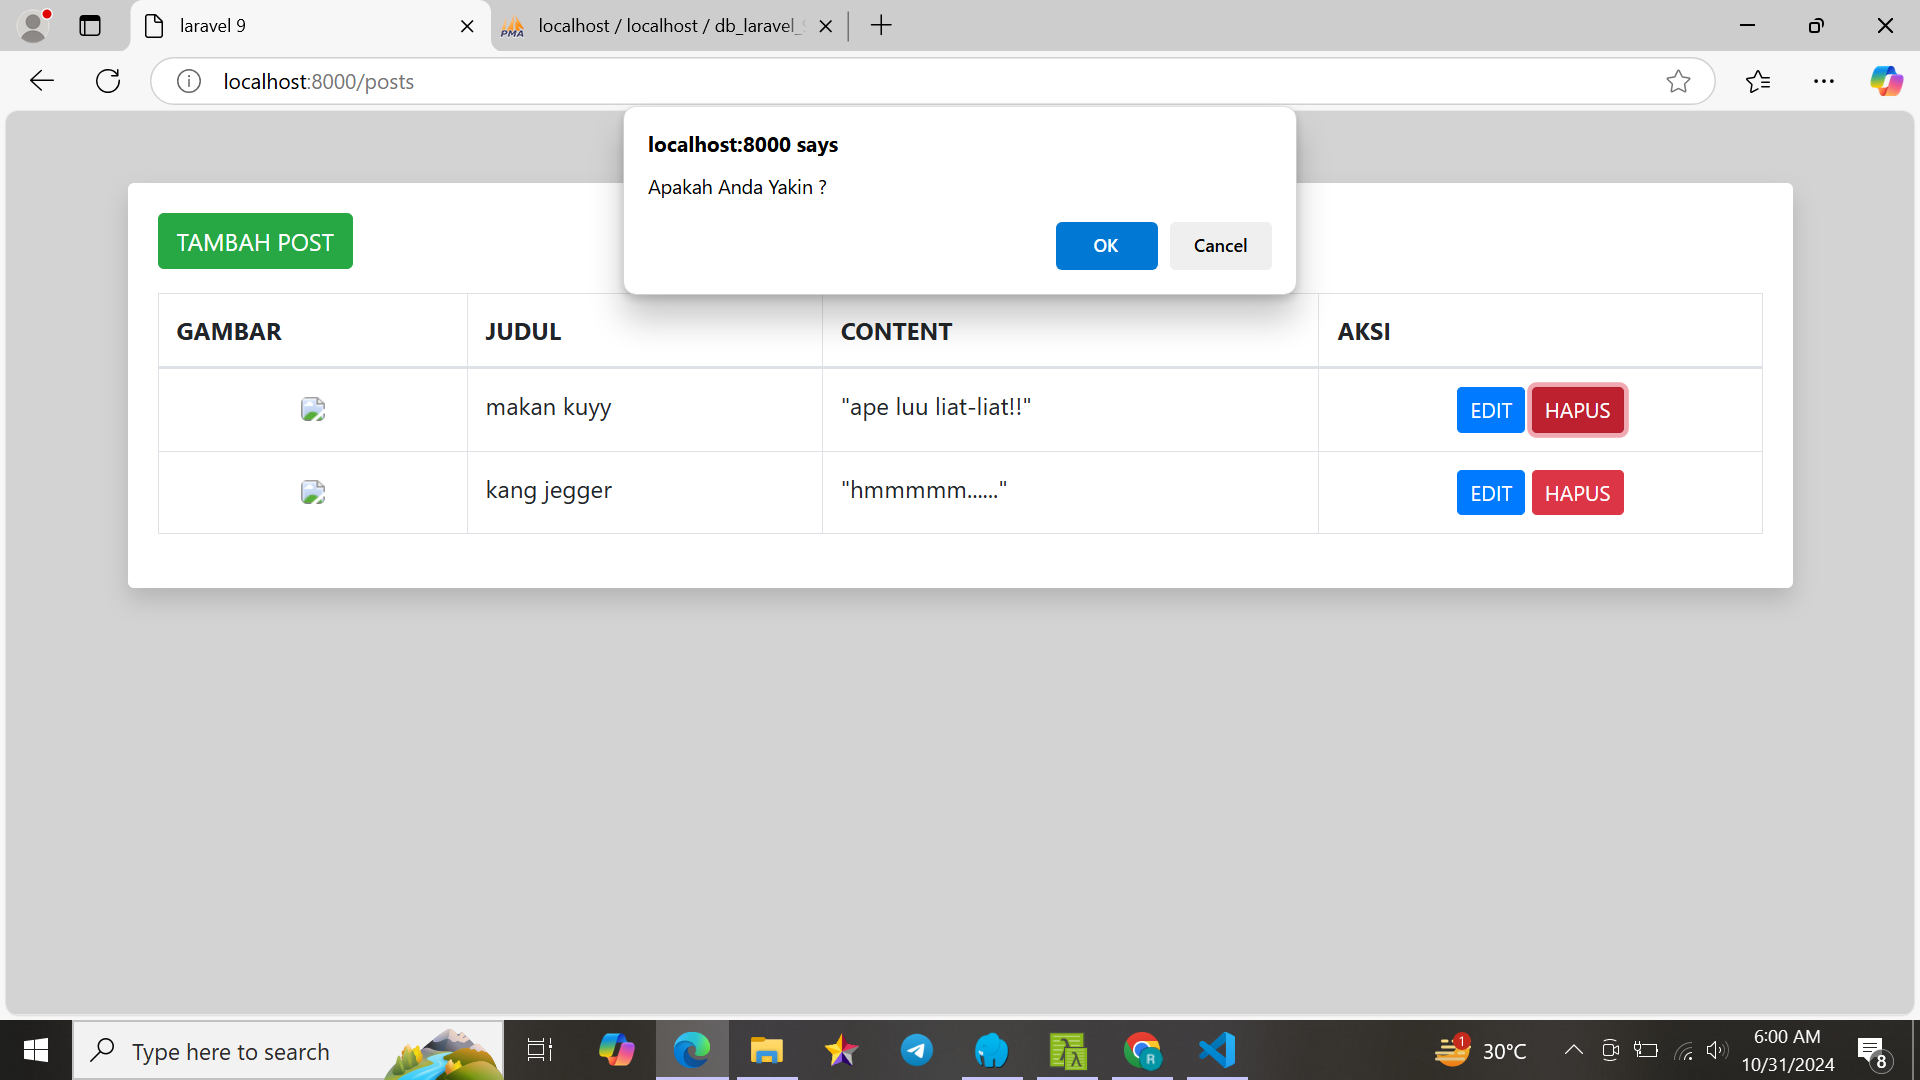 laravel 9
PMA
localhost / localhost / db_laravel_
localhost:8000/posts
localhost:8000 says
Apakah Anda Yakin ?
OK
Cancel
TAMBAH POST
GAMBAR
JUDUL
CONTENT
AKSI
makan kuyy
"ape luu liat-liat!!"
EDIT
HAPUS
kang jegger
"hmmmmm......"
EDIT
HAPUS
Type here to search
R
1
30°C
6:00 AM
10/31/2024
8